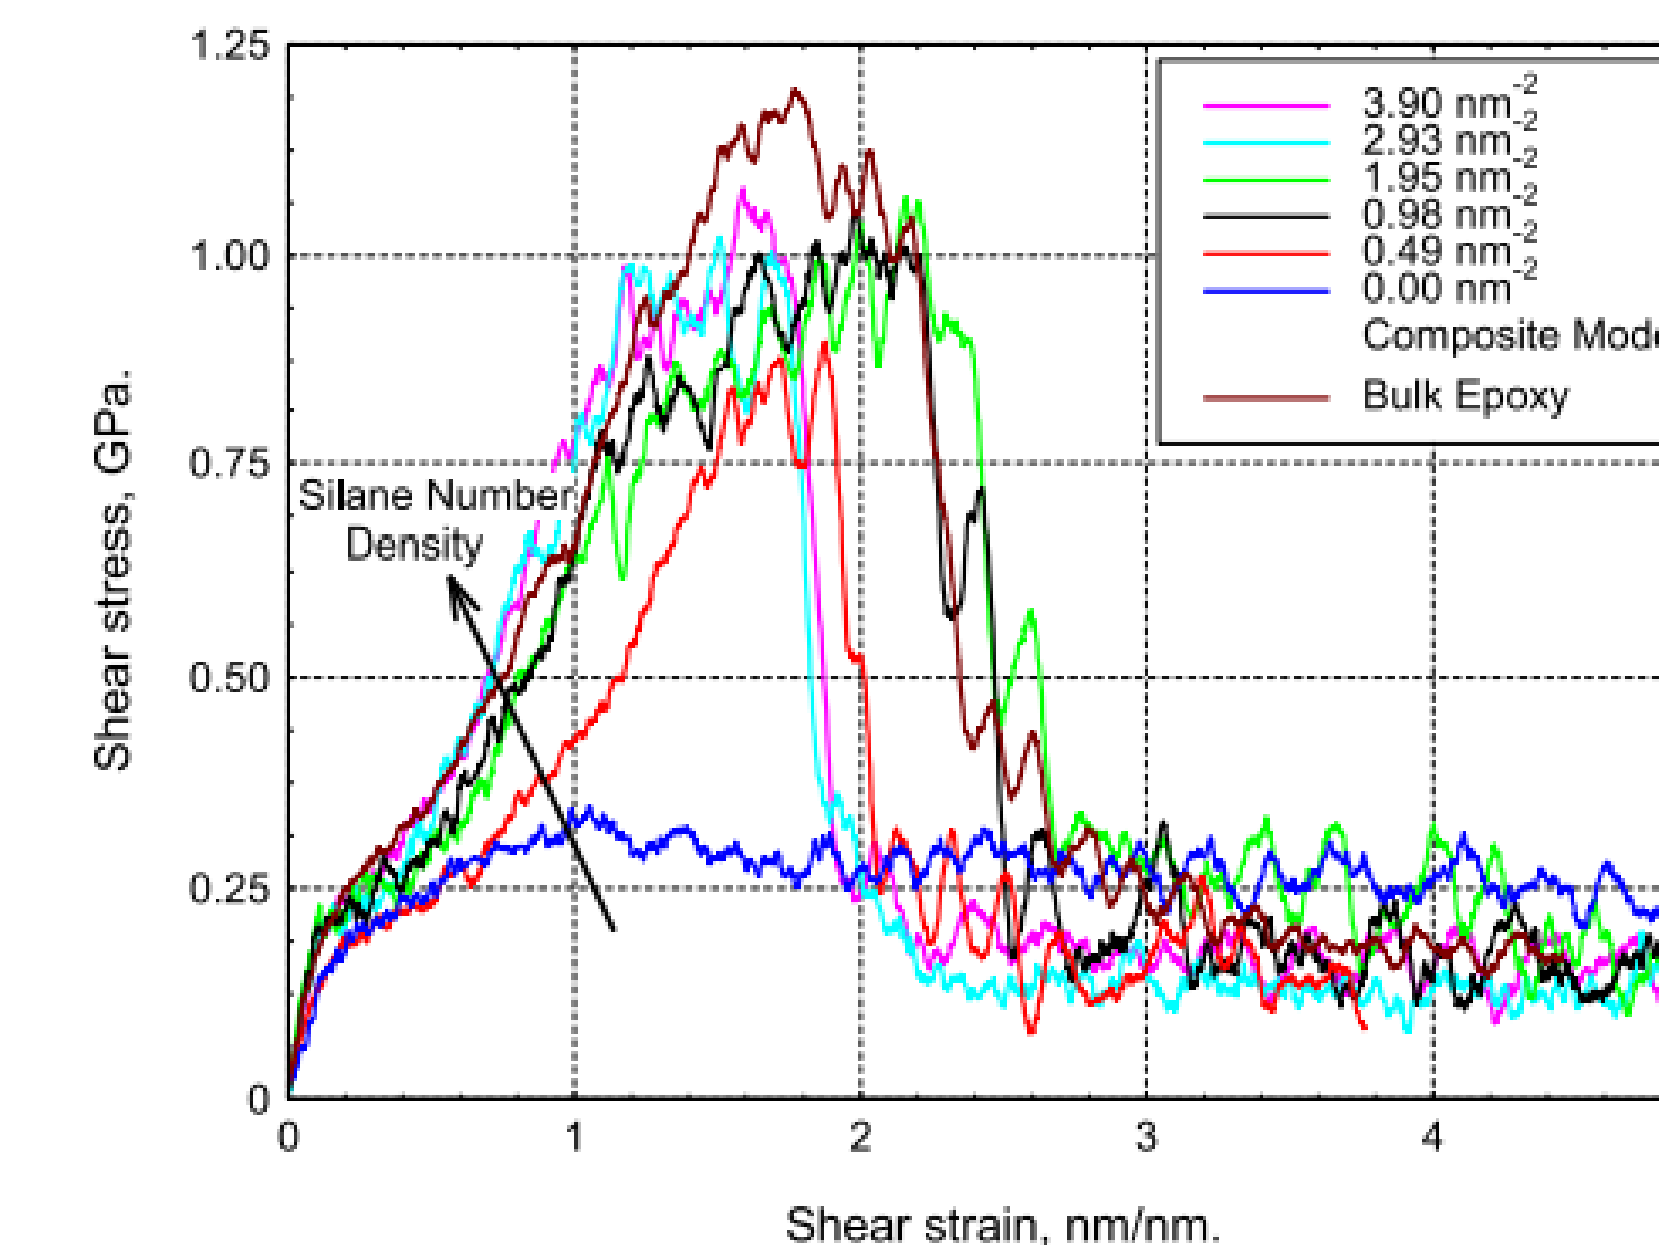 1.25
1.00
0.75
0.50
0.25
0
0
1
2
3
4
Shear stress, GPa.
Shear strain, nm/nm.
Silane Number
Density
3.90 nm-2
2.93 nm-2
1.95 nm-2
0.98 nm-2
0.49 nm-2
0.00 nm-2
Composite Mode
Bulk Epoxy